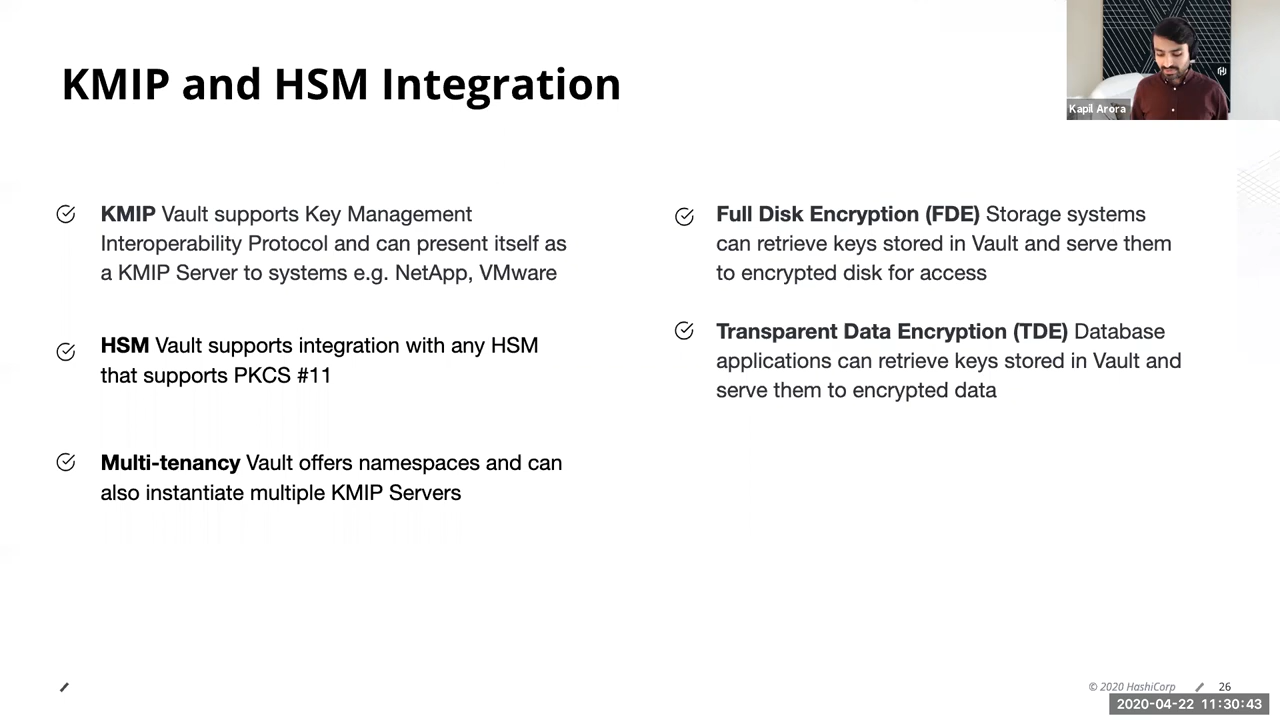 KMIP and HSM Integration
Kapil Arora
KMIP Vault supports Key Management
Interoperability Protocol and can present itself as
a KMIP Server to systems e.g. NetApp, VMware
HSM Vault supports integration with any HSM
that supports PKCS #11
Multi-tenancy Vault offers namespaces and can
also instantiate multiple KMIP Servers
Full Disk Encryption (FDE) Storage systems
can retrieve keys stored in Vault and serve them
to encrypted disk for access
Transparent Data Encryption (TDE) Database
applications can retrieve keys stored in Vault and
serve them to encrypted data
© 2020 HashiCorp
26
2020-04-22 11:30:43